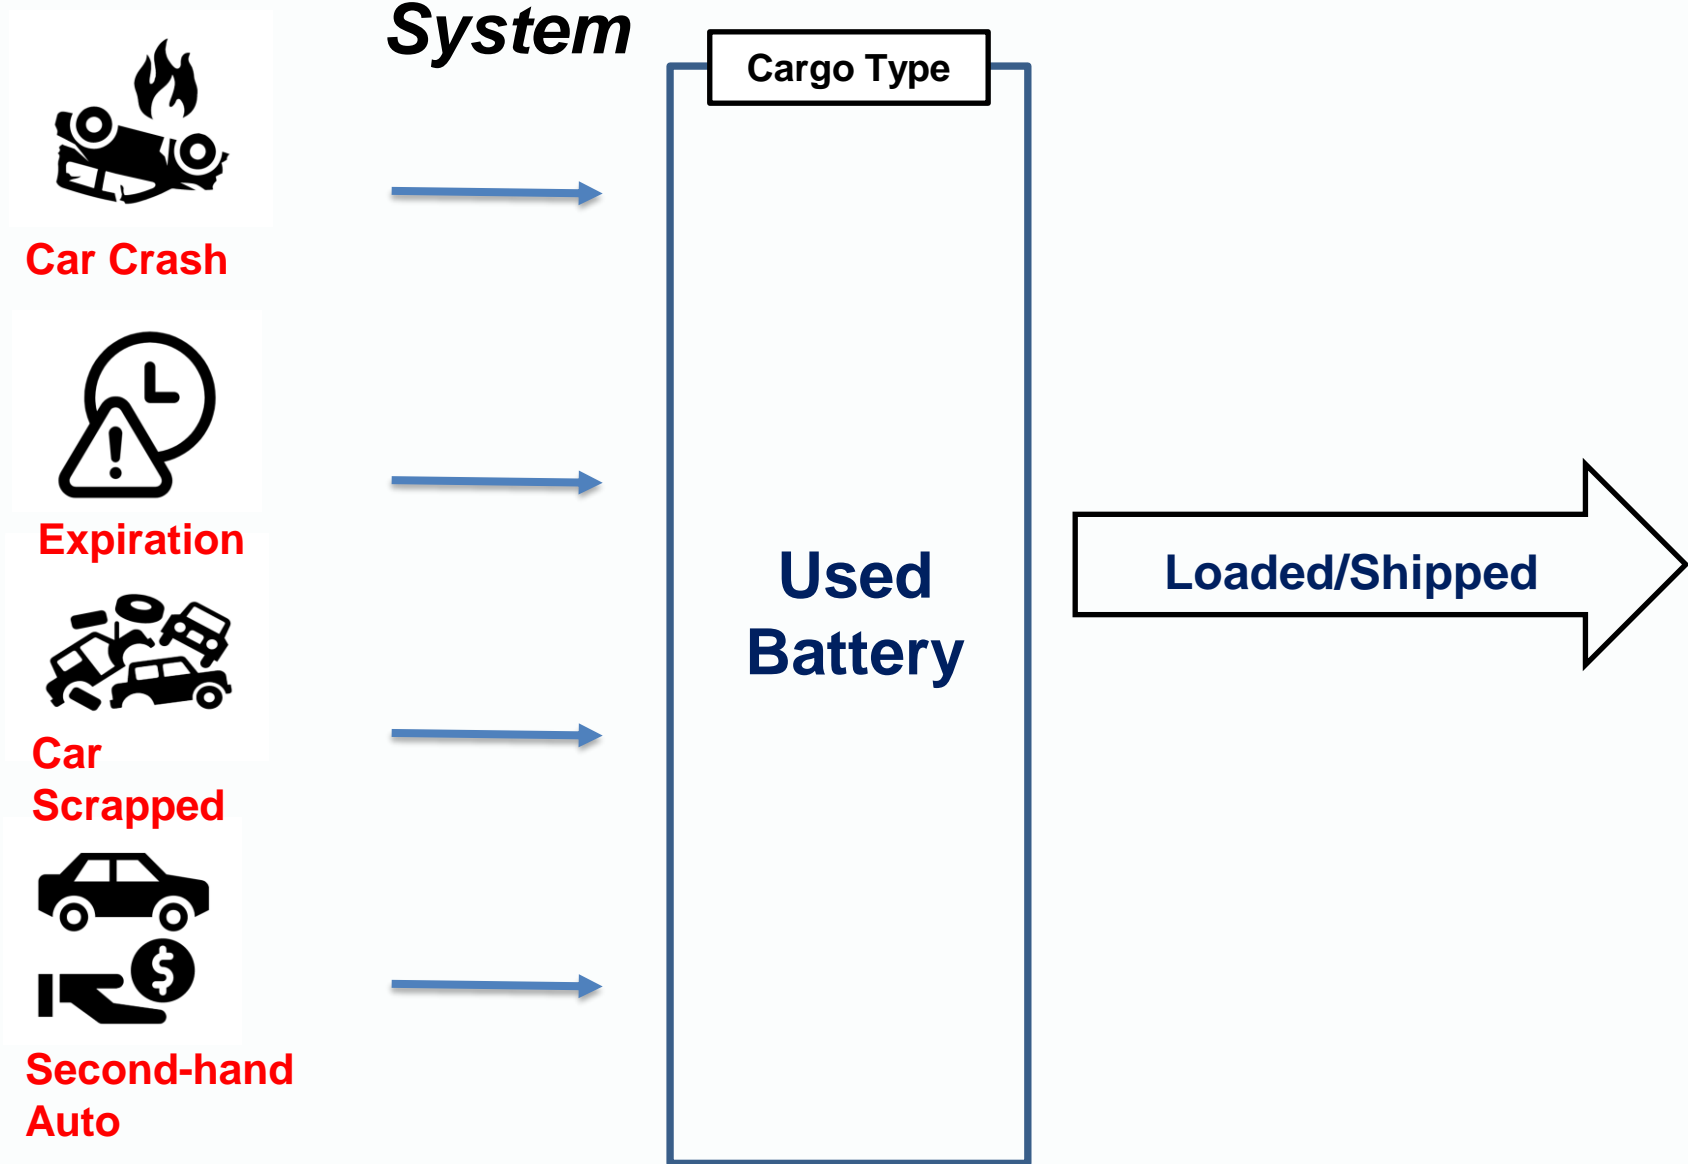 System
Cargo Type
Car Crash
Expiration
Used
Battery
Loaded/Shipped
Car
Scrapped
Second-hand
Auto